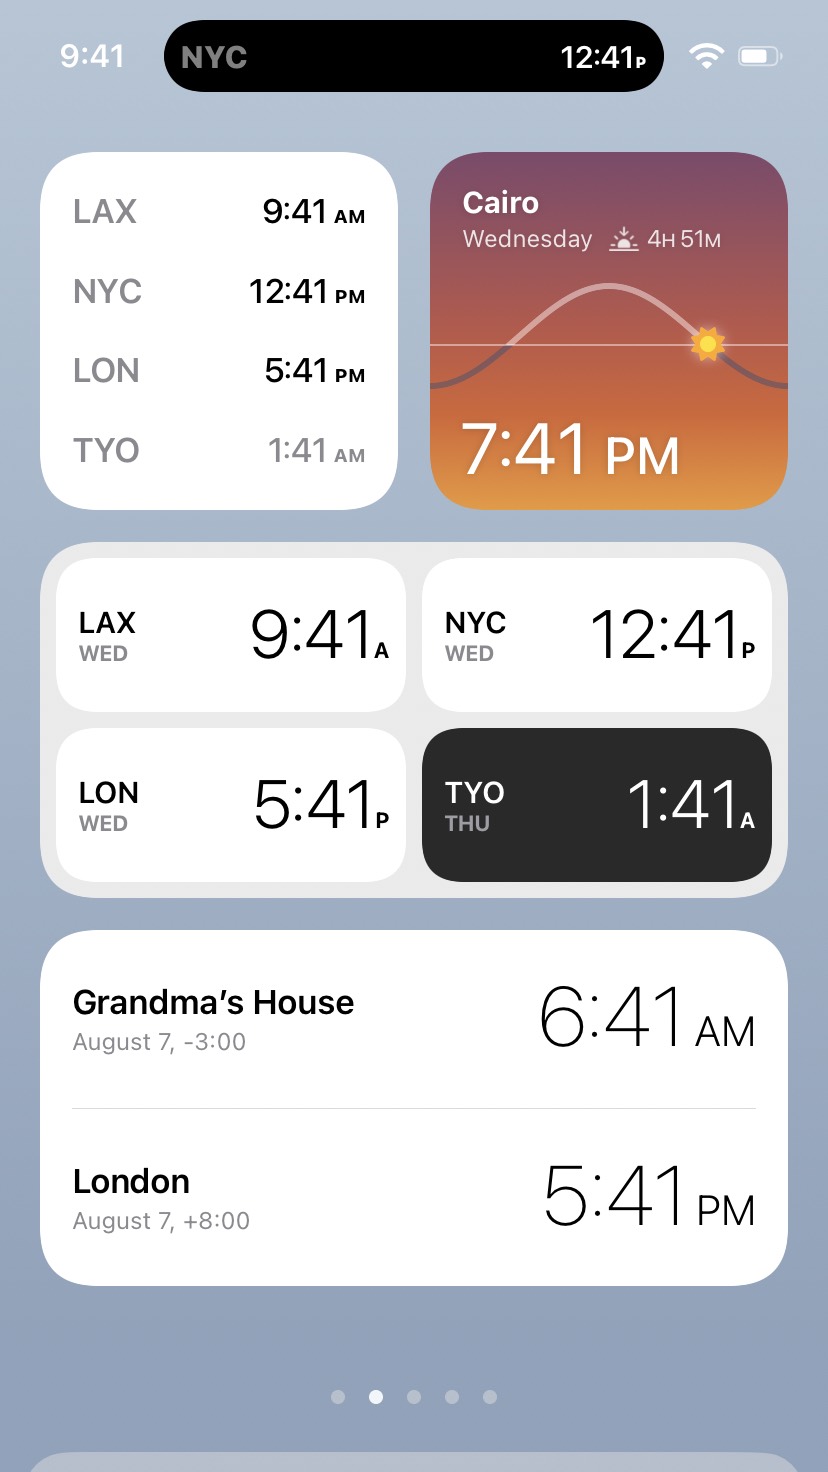 9:41 NYC 12:41P
LAX 9:41 AM
NYC 12:41 PM
LON 5:41 PM
TYO 1:41 AM
Cairo
Wednesday 4H 51M
7:41 PM
LAX 9:41A
WED
NYC 12:41P
WED
LON 5:41P
WED
TYO 1:41A
THU
Grandma’s House 6:41 AM
August 7, -3:00
London 5:41 PM
August 7, +8:00